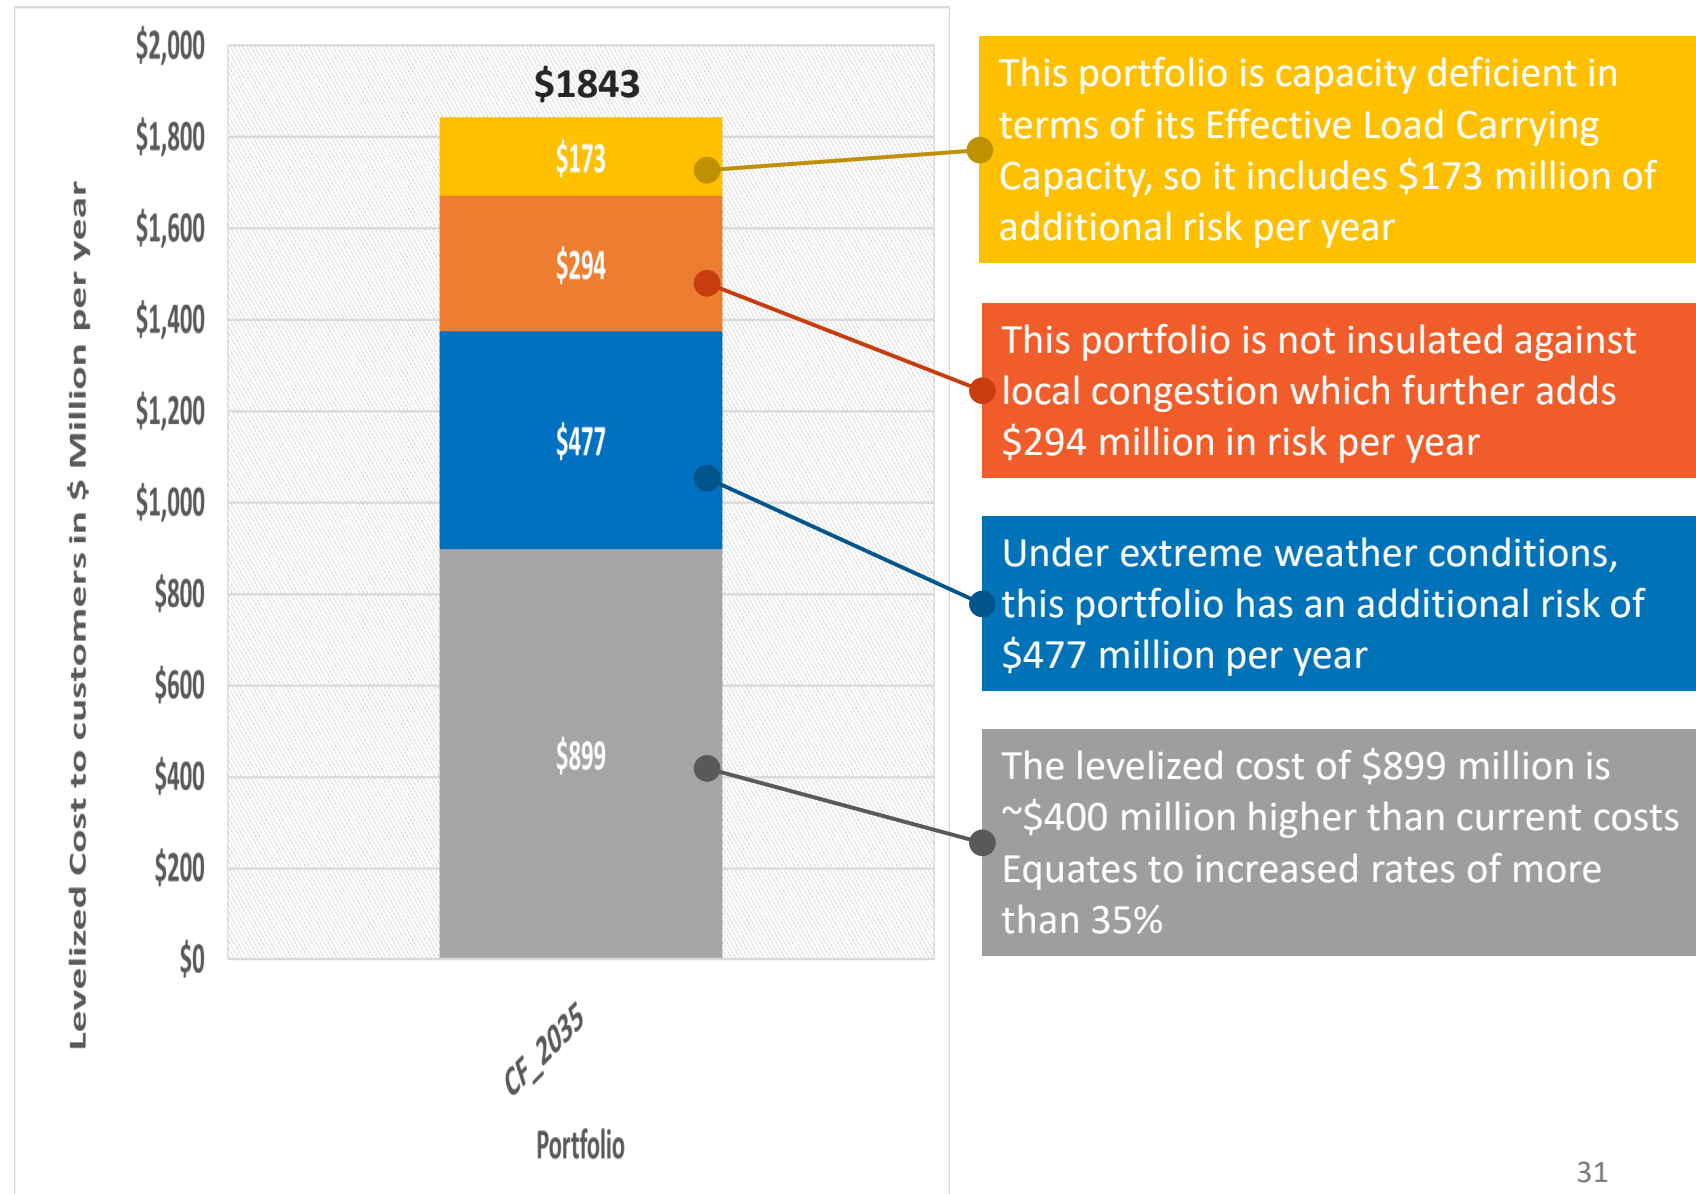 Levelized Cost to customers in $ Million per year
$2,000
$1,800
$1,600
$1,400
$1,200
$1,000
$800
$600
$400
$200
$0
$1843
$173
$294
$477
$899
CF_2035
Portfolio
This portfolio is capacity deficient in
terms of its Effective Load Carrying
Capacity, so it includes $173 million of
additional risk per year
This portfolio is not insulated against
local congestion which further adds
$294 million in risk per year
Under extreme weather conditions,
this portfolio has an additional risk of
$477 million per year
The levelized cost of $899 million is
~$400 million higher than current costs
Equates to increased rates of more
than 35%
31